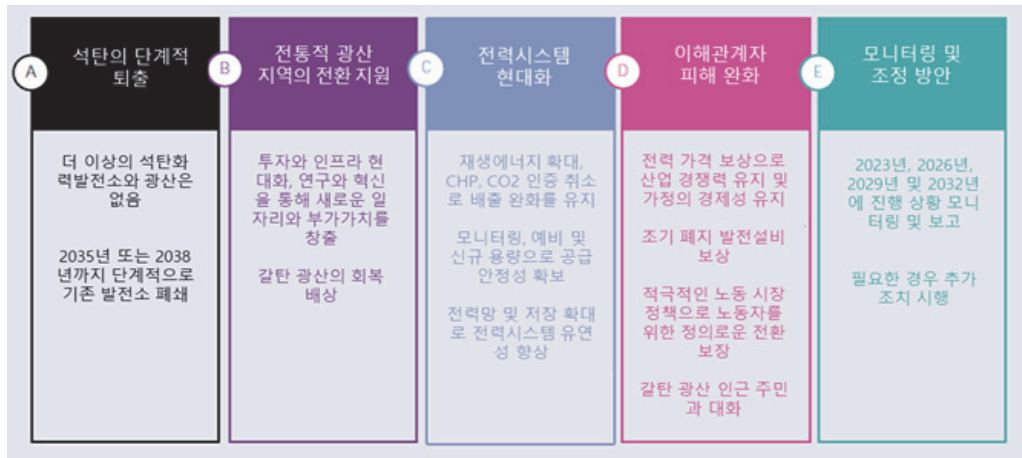 A
석탄의 단계적
퇴출
더 이상의 석탄화
력발전소와 광산은
없음
2035년 또는 2038
년까지 단계적으로
기존 발전소 폐쇄
B
전통적 광산
지역의 전환 지원
투자와 인프라 현
대화, 연구와 혁신
을 통해 새로운 일
자리와 부가가치를
창출
갈탄 광산의 회복
배상
C
전력시스템
현대화
재생에너지 확대,
CHP, CO2 인증 취소
로 배출 완화를 유지
모니터링, 예비 및
신규 용량으로 공급
안정성 확보
전력망 및 저장 확대
로 전력시스템 유연
성 향상
D
이해관계자
피해 완화
전력 가격 보상으로
산업 경쟁력 유지 및
가정의 경제성 유지
조기 폐지 발전설비
보상
적극적인 노동 시장
정책으로 노동자를
위한 정의로운 전환
보장
갈탄 광산 인근 주민
과 대화
E
모니터링 및
조정 방안
2023년, 2026년,
2029년 및 2032년
에 진행 상황 모니
터링 및 보고
필요한 경우 추가
조치 시행